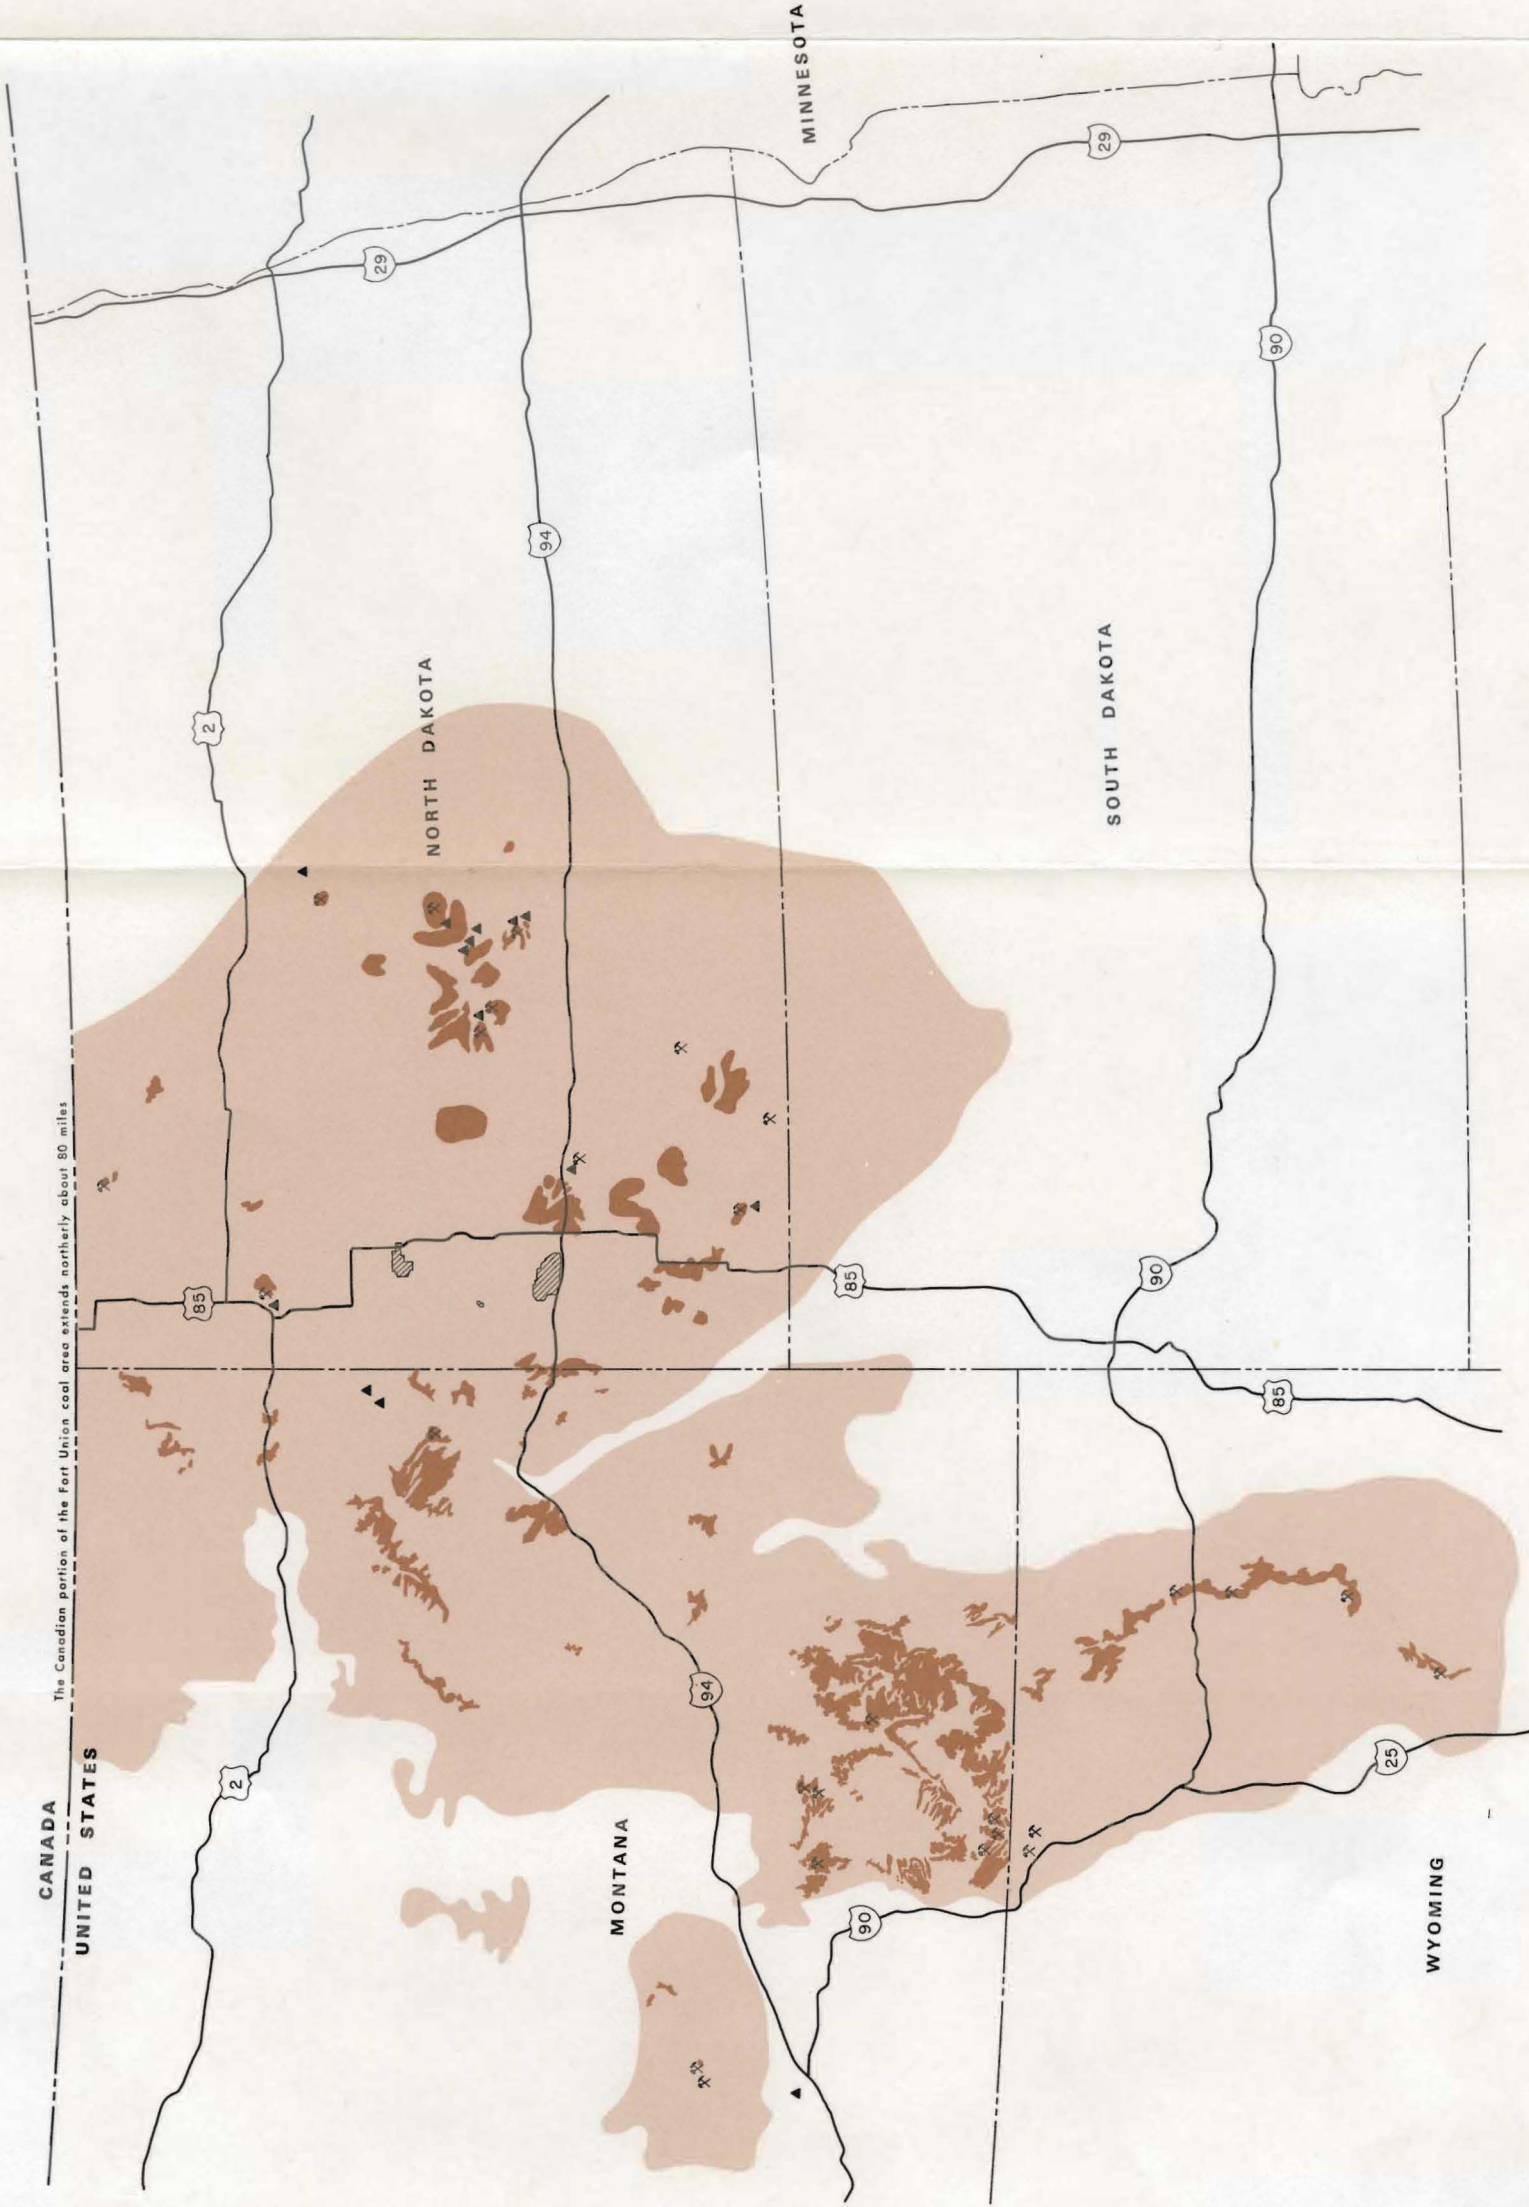 CANADA
The Canadian portion of the Fort Union coal area extends northerly about 80 miles
UNITED STATES
2
85
2
29
NORTH DAKOTA
94
MONTANA
94
MINNESOTA
90
85
SOUTH DAKOTA
29
90
85
90
25
WYOMING